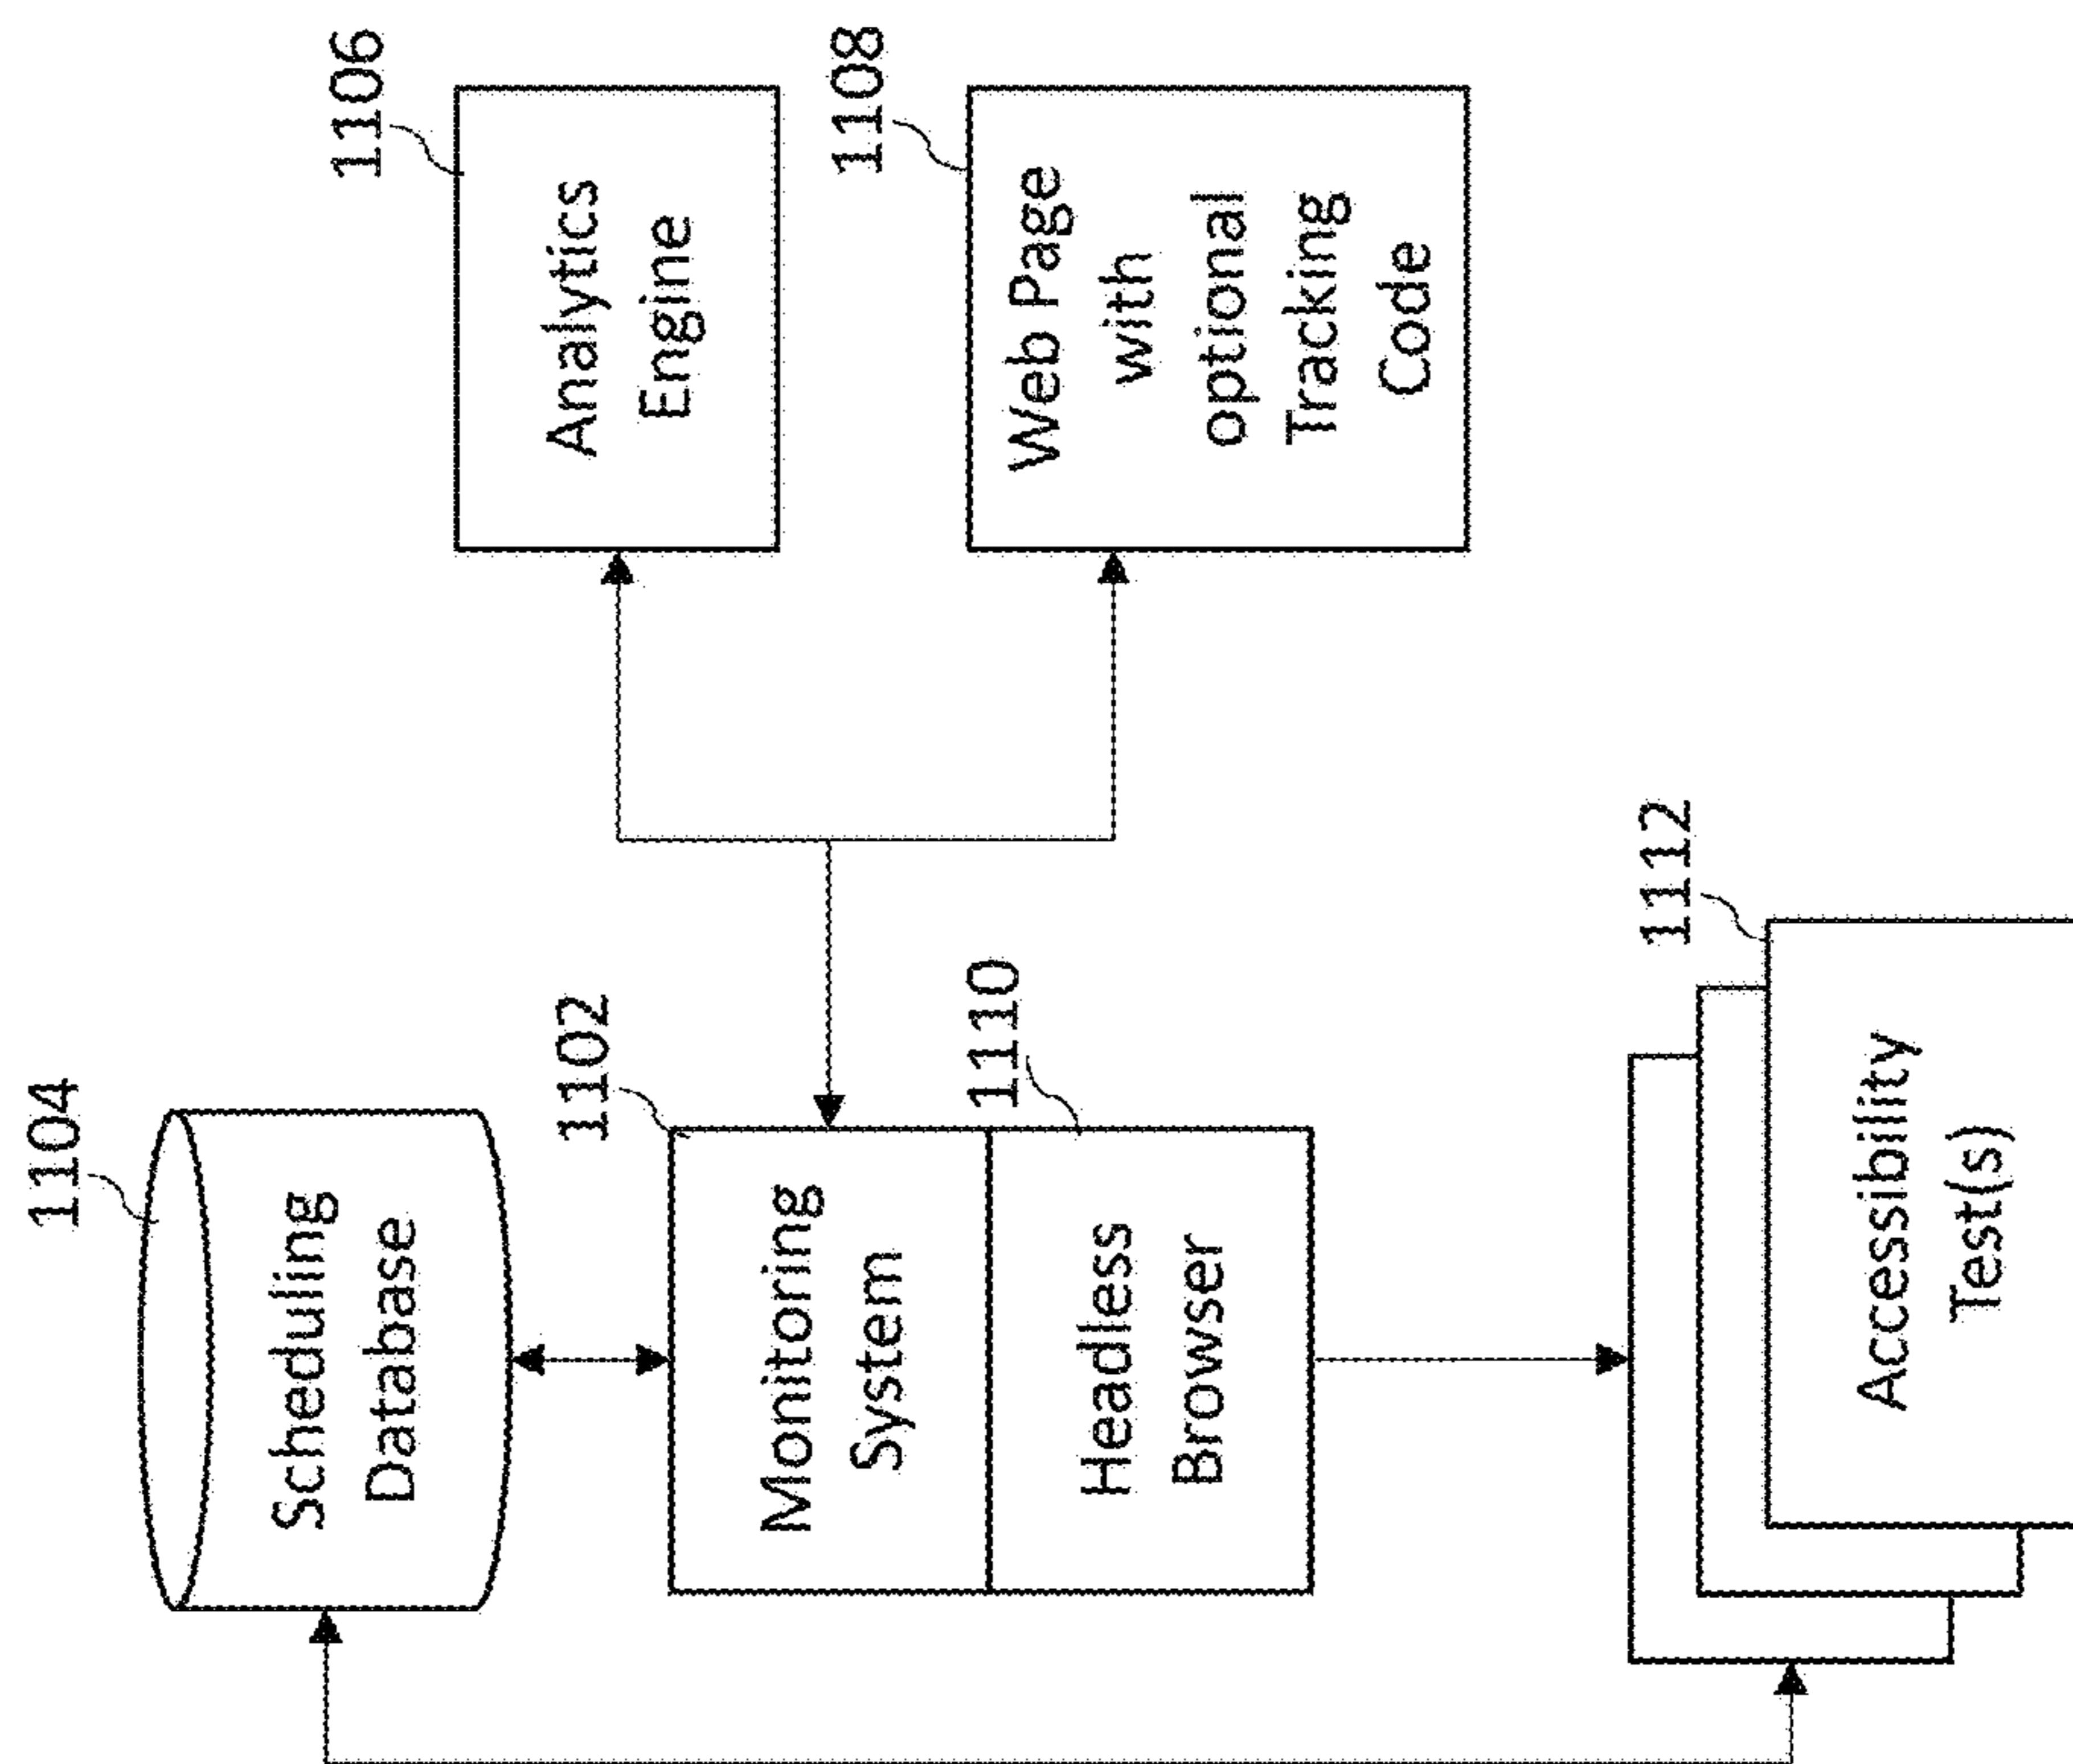 1104
Scheduling
Database
1102
Monitoring
System
1110
Headless
Browser
1112
Accessibility
Test(s)
1106
Analytics
Engine
1108
Web Page
with
optional
Tracking
Code